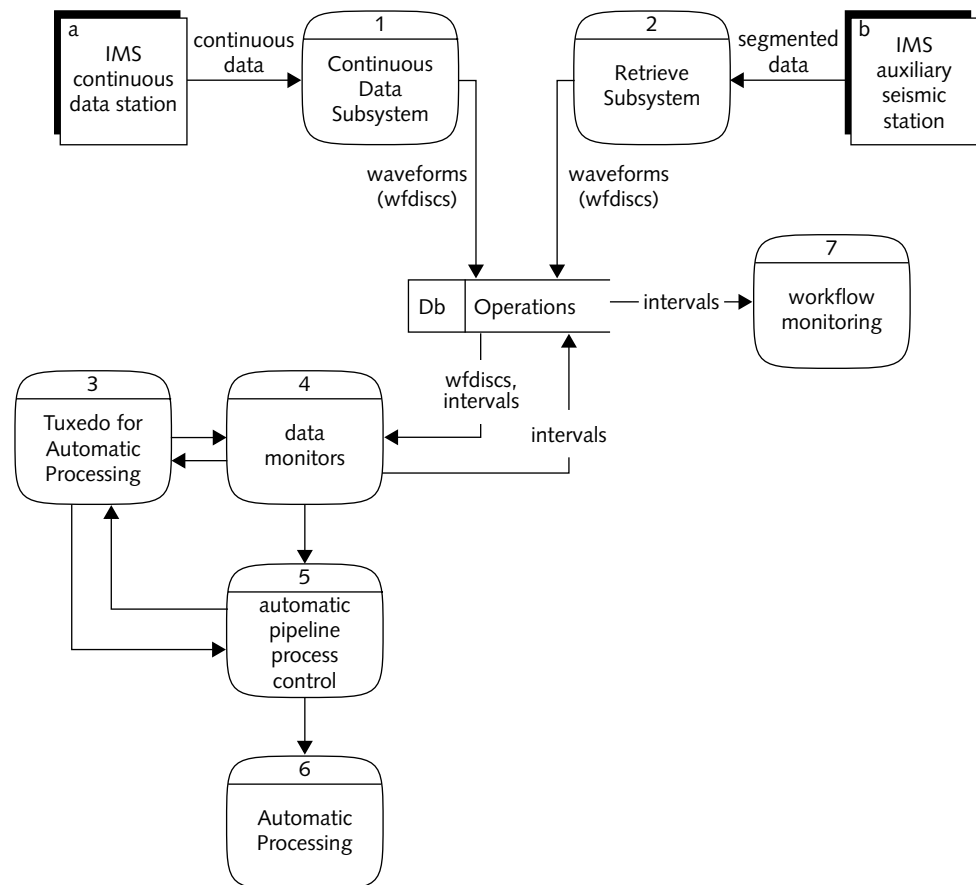 a
IMS
continuous
data station
continuous
data
1
Continuous
Data
Subsystem
2
Retrieve
Subsystem
segmented
data
b
IMS
auxiliary
seismic
station
waveforms
(wfdiscs)
waveforms
(wfdiscs)
Db
Operations
intervals
7
workflow
monitoring
wfdiscs,
intervals
intervals
3
Tuxedo for
Automatic
Processing
4
data
monitors
5
automatic
pipeline
process
control
6
Automatic
Processing